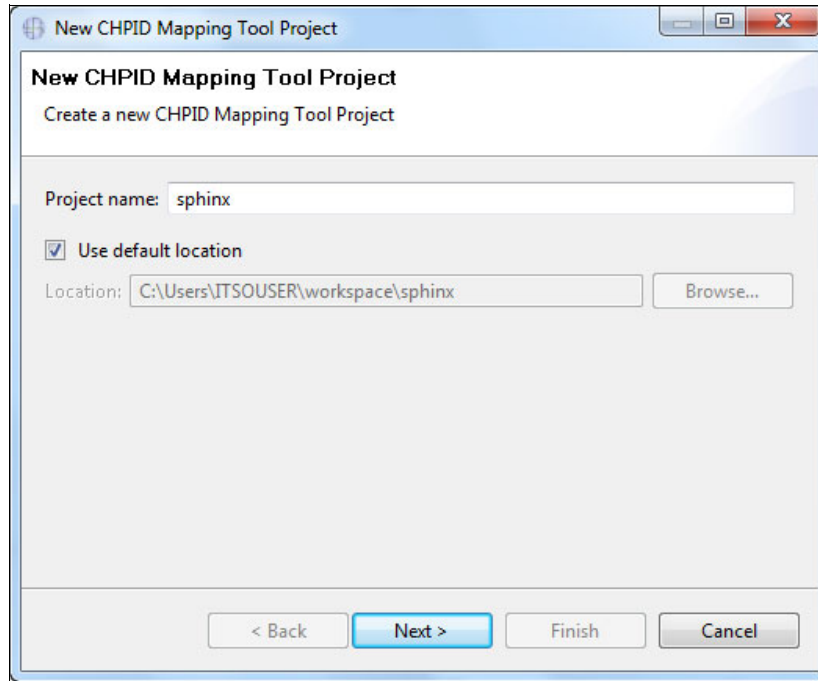 New CHPID Mapping Tool Project
New CHPID Mapping Tool Project
Create a new CHPID Mapping Tool Project
Project name: sphinx
Use default location
Location: C:\Users\ITSOUSER\workspace\sphinx Browse...
< Back Next > Finish Cancel